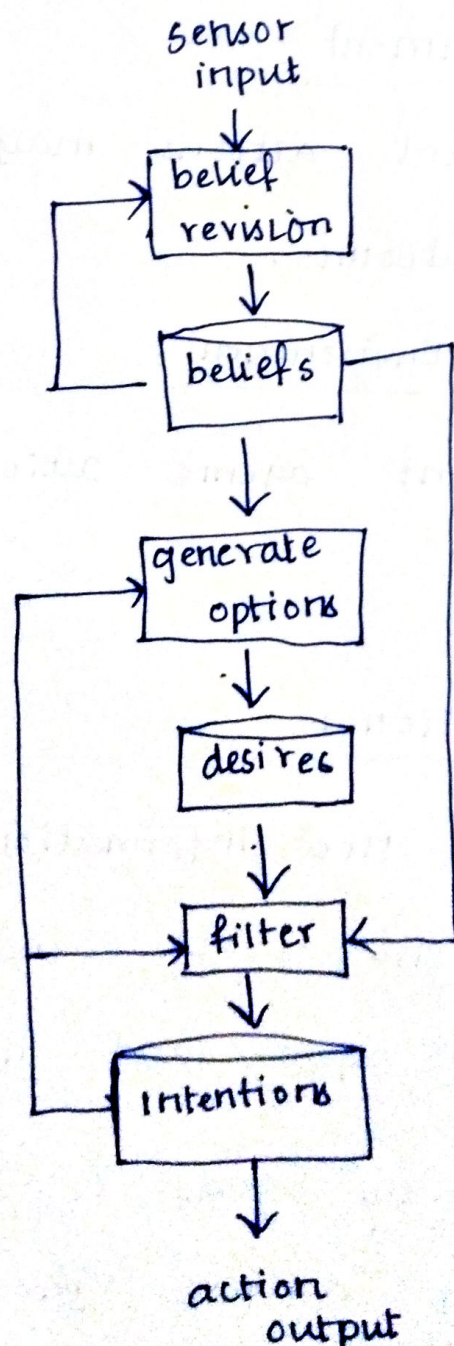 sensor
input
belief
revision
beliefs
generate
options
desires
filter
Intentions
action
output